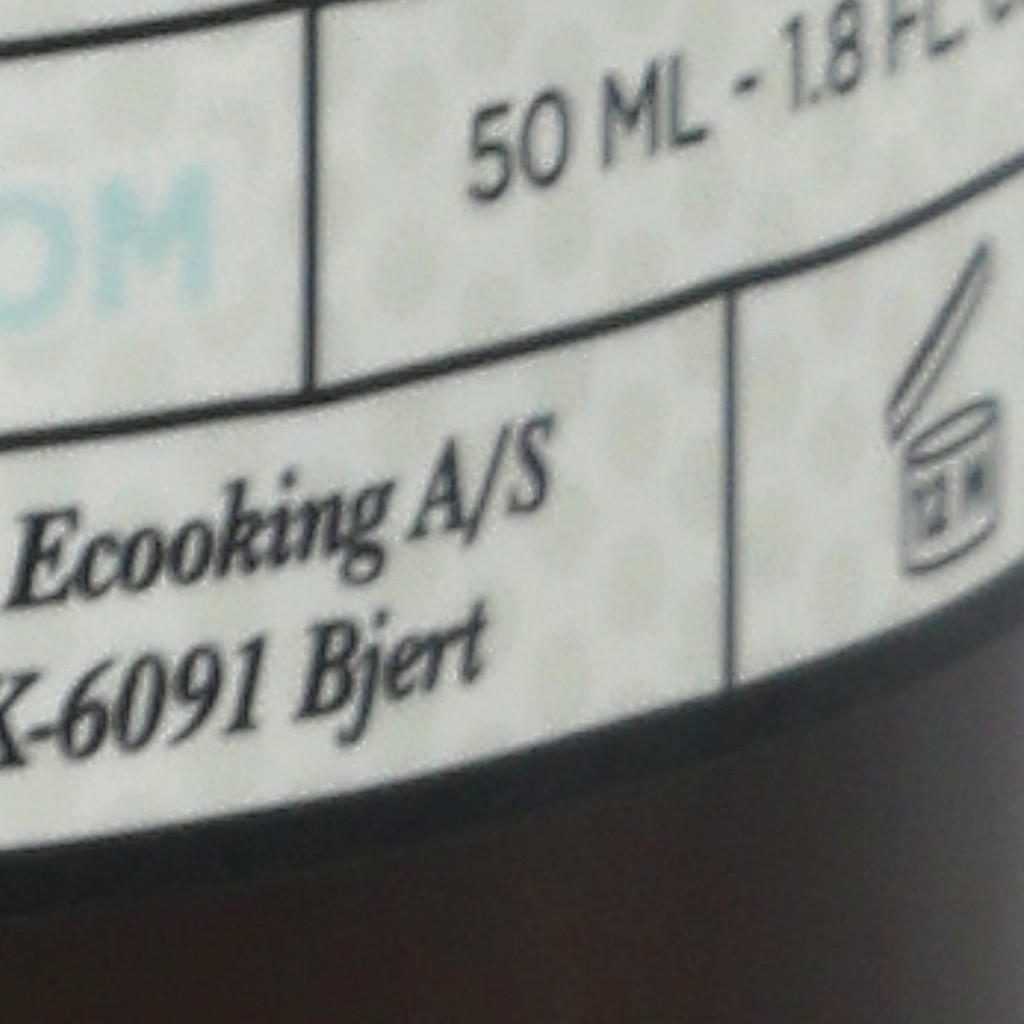 50 ML - 1.8 FL
OM
Ecooking A/S
K-6091 Bjert
12 M